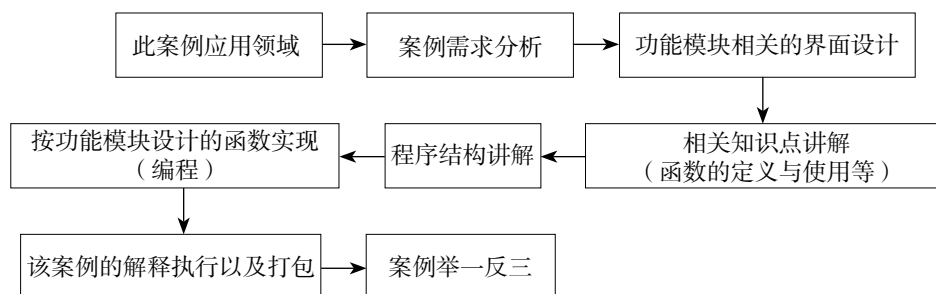 此案例应用领域
案例需求分析
功能模块相关的界面设计
相关知识点讲解
（函数的定义与使用等）
程序结构讲解
按功能模块设计的函数实现
（编程）
该案例的解释执行以及打包
案例举一反三